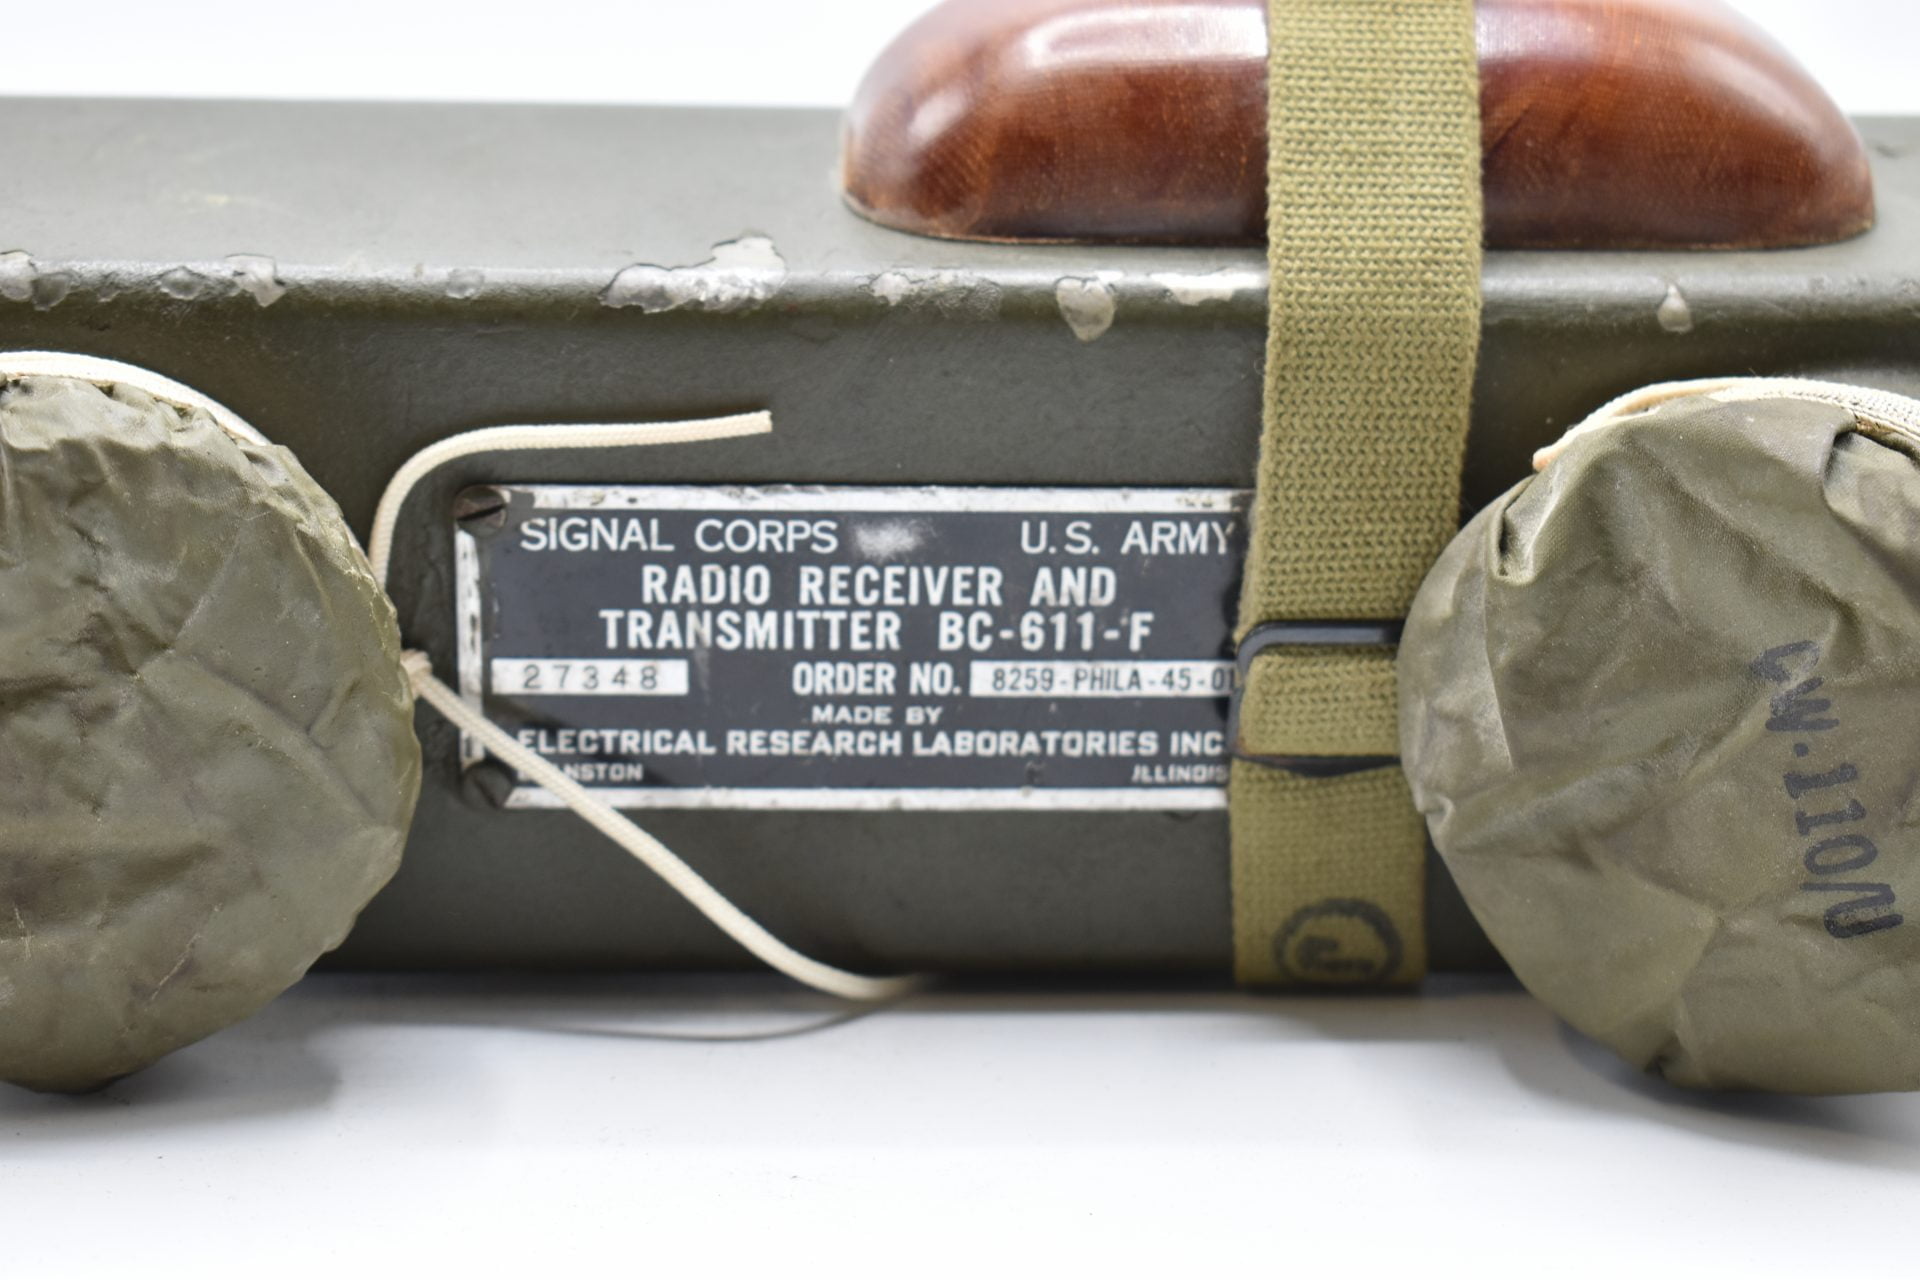 SIGNAL CORPS U.S. ARMY
RADIO RECEIVER AND
TRANSMITTER BC-611-F
27348 ORDER NO. 8259-PHILA-45-01
MADE BY
ELECTRICAL RESEARCH LABORATORIES INC.
EVANSTON ILLINOIS
CW-110/U